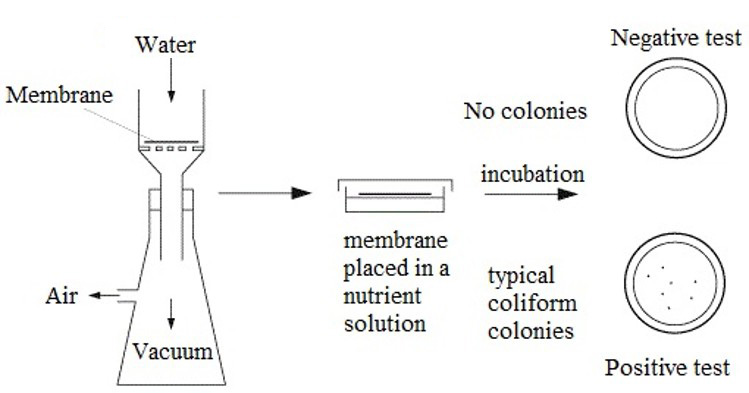 Water
Membrane
Air
Vacuum
membrane
placed in a
nutrient
solution
incubation
No colonies
Negative test
typical
coliform
colonies
Positive test